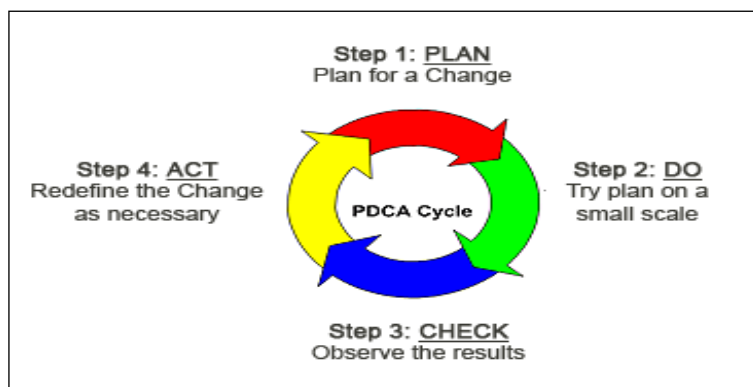 Step 1: PLAN
Plan for a Change
Step 2: DO
Try plan on a
small scale
Step 3: CHECK
Observe the results
Step 4: ACT
Redefine the Change
as necessary
PDCA Cycle